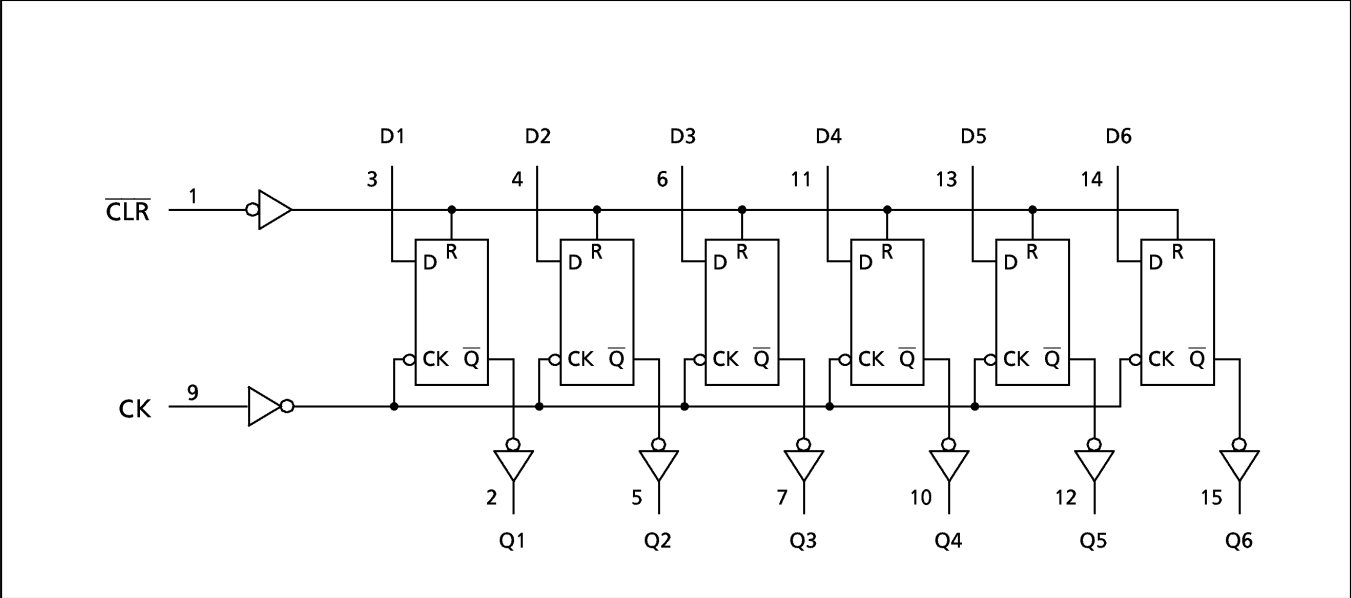 D1 D2 D3 D4 D5 D6
3 4 6 11 13 14
C̅L̅R̅ 1
R R R R R R
D D D D D D
CK Q̅ CK Q̅ CK Q̅ CK Q̅ CK Q̅ CK Q̅
CK 9
2 5 7 10 12 15
Q1 Q2 Q3 Q4 Q5 Q6